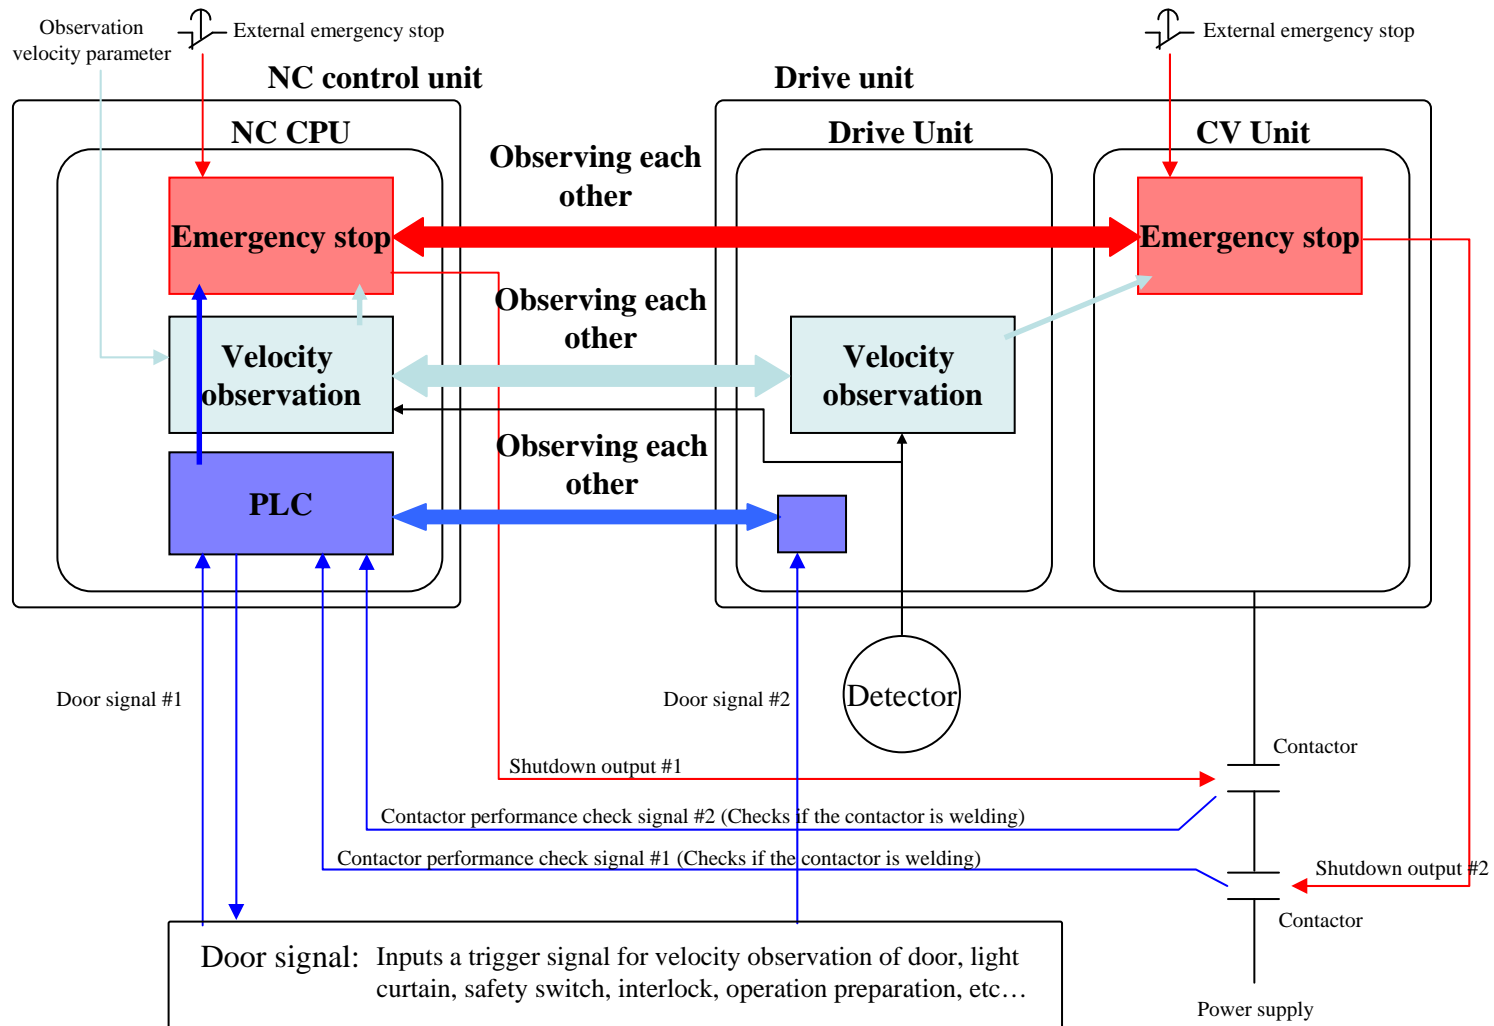 Observation
velocity parameter
External emergency stop
External emergency stop
NC control unit
Drive unit
NC CPU
Drive Unit
CV Unit
Observing each
other
Emergency stop
Emergency stop
Observing each
other
Velocity
observation
Velocity
observation
Observing each
other
PLC
Door signal #1
Door signal #2
Detector
Contactor
Shutdown output #1
Contactor performance check signal #2 (Checks if the contactor is welding)
Contactor performance check signal #1 (Checks if the contactor is welding)
Shutdown output #2
Contactor
Door signal: Inputs a trigger signal for velocity observation of door, light
curtain, safety switch, interlock, operation preparation, etc…
Power supply